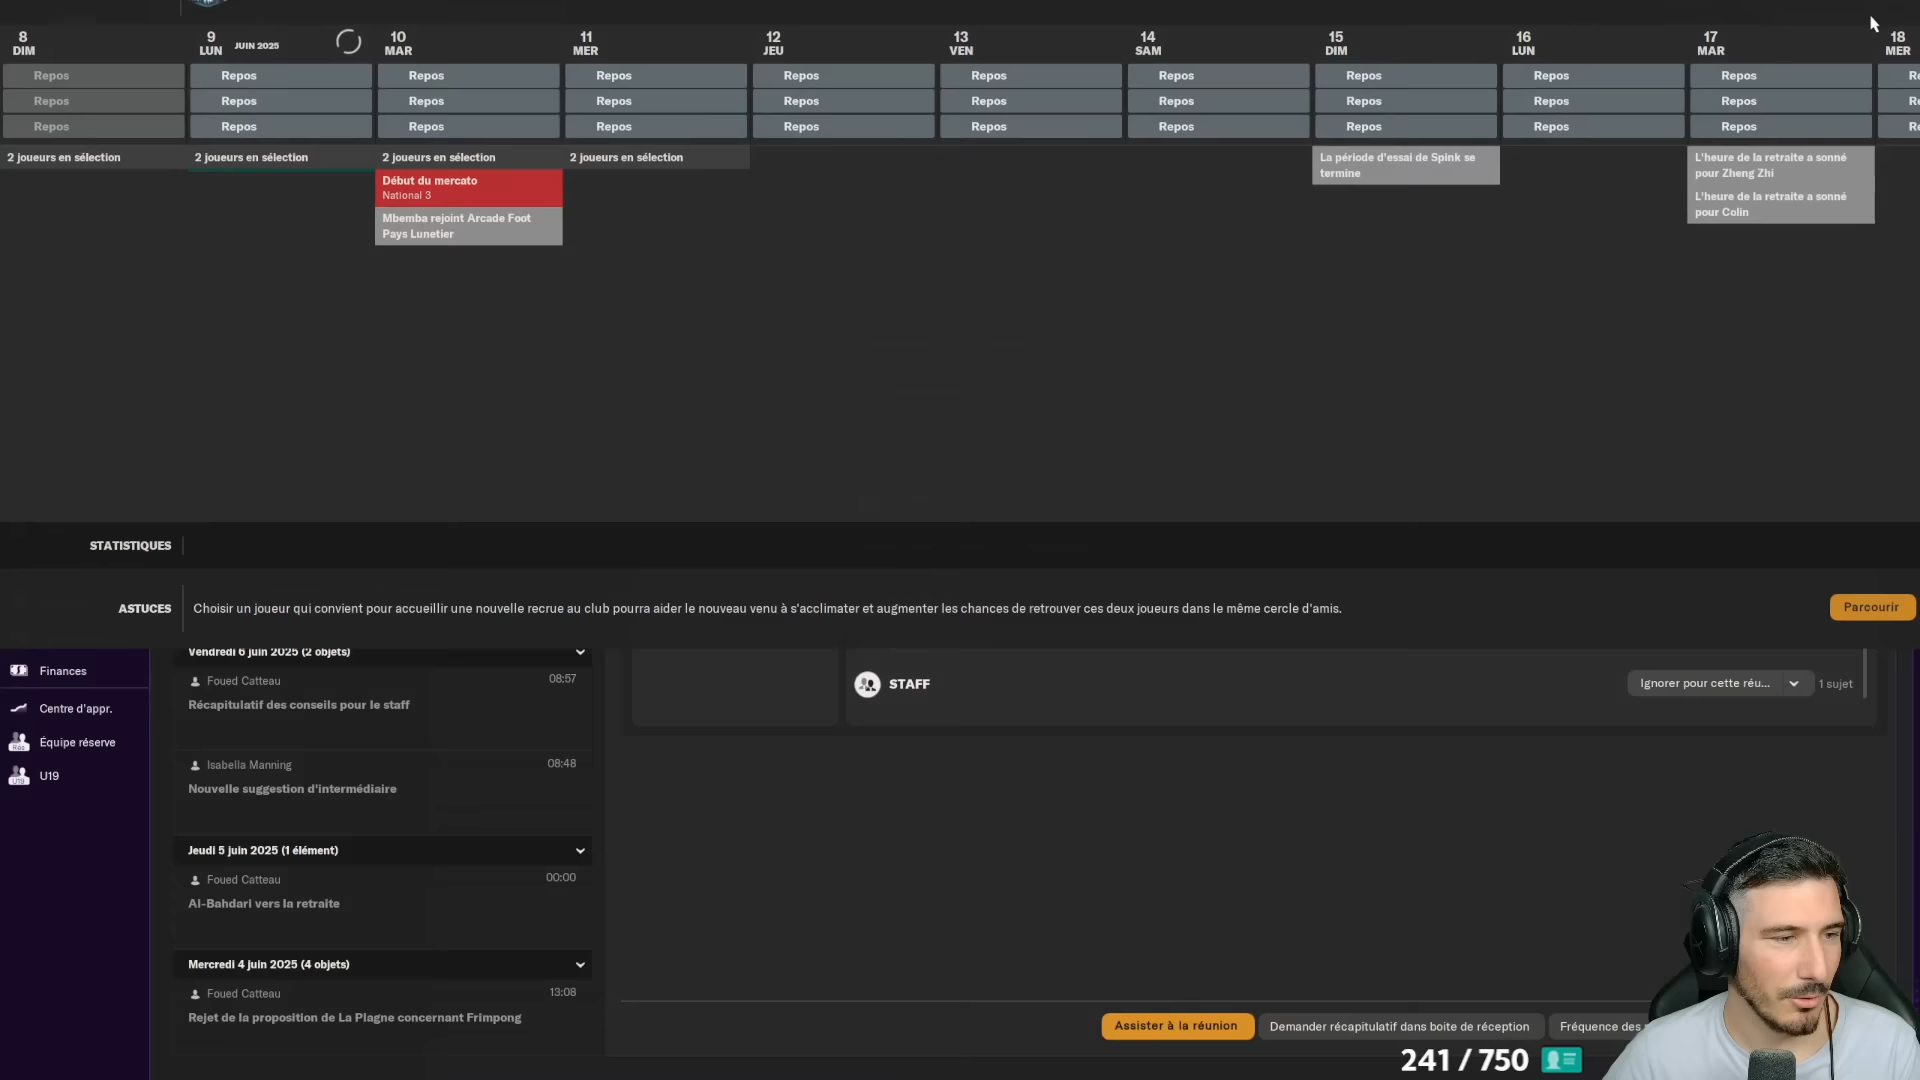 8
DIM
9
LUN
JUIN 2025
10
MAR
11
MER
12
JEU
13
VEN
14
SAM
15
DIM
16
LUN
17
MAR
18
MER
Repos Repos Repos Repos Repos Repos Repos Repos Repos Repos
Repos Repos Repos Repos Repos Repos Repos Repos Repos Repos
Repos Repos Repos Repos Repos Repos Repos Repos Repos Repos
2 joueurs en sélection
2 joueurs en sélection
2 joueurs en sélection
2 joueurs en sélection
Début du mercato
National 3
Mbemba rejoint Arcade Foot
Pays Lunetier
La période d'essai de Spink se
termine
L'heure de la retraite a sonné
pour Zheng Zhi
L'heure de la retraite a sonné
pour Colin
STATISTIQUES
ASTUCES
Choisir un joueur qui convient pour accueillir une nouvelle recrue au club pourra aider le nouveau venu à s'acclimater et augmenter les chances de retrouver ces deux joueurs dans le même cercle d'amis.
Parcourir
Finances
Centre d'appr.
Équipe réserve
U19
Vendredi 6 juin 2025 (2 objets)
Foued Catteau
08:57
Récapitulatif des conseils pour le staff
Isabella Manning
08:48
Nouvelle suggestion d'intermédiaire
Jeudi 5 juin 2025 (1 élément)
Foued Catteau
00:00
Al-Bahdari vers la retraite
Mercredi 4 juin 2025 (4 objets)
Foued Catteau
13:08
Rejet de la proposition de La Plagne concernant Frimpong
STAFF
Ignorer pour cette réu...
1 sujet
Assister à la réunion
Demander récapitulatif dans boite de réception
Fréquence des
241 / 750